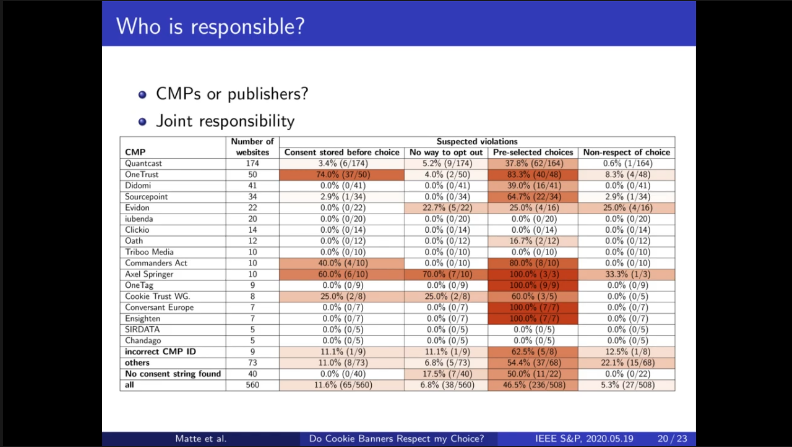 Who is responsible?
CMPs or publishers?
Joint responsibility
Number of Suspected violations
CMP websites Consent stored before choice No way to opt out Pre-selected choices Non-respect of choice
Quantcast 174 3.4% (6/174) 5.2% (9/174) 37.8% (62/164) 0.6% (1/164)
OneTrust 50 74.0% (37/50) 4.0% (2/50) 83.3% (40/48) 8.3% (4/48)
Didomi 41 0.0% (0/41) 0.0% (0/41) 39.0% (16/41) 0.0% (0/41)
Sourcepoint 34 2.9% (1/34) 0.0% (0/34) 64.7% (22/34) 2.9% (1/34)
Evidon 22 0.0% (0/22) 22.7% (5/22) 25.0% (4/16) 25.0% (4/16)
iubenda 20 0.0% (0/20) 0.0% (0/20) 0.0% (0/20) 0.0% (0/20)
Clickio 14 0.0% (0/14) 0.0% (0/14) 0.0% (0/14) 0.0% (0/14)
Oath 12 0.0% (0/12) 0.0% (0/12) 16.7% (2/12) 0.0% (0/12)
Triboo Media 10 0.0% (0/10) 0.0% (0/10) 0.0% (0/10) 0.0% (0/10)
Commanders Act 10 40.0% (4/10) 0.0% (0/10) 80.0% (8/10) 0.0% (0/10)
Axel Springer 10 60.0% (6/10) 70.0% (7/10) 100.0% (3/3) 33.3% (1/3)
OneTag 9 0.0% (0/9) 0.0% (0/9) 100.0% (9/9) 0.0% (0/9)
Cookie Trust WG. 8 25.0% (2/8) 25.0% (2/8) 60.0% (3/5) 0.0% (0/5)
Conversant Europe 7 0.0% (0/7) 0.0% (0/7) 100.0% (7/7) 0.0% (0/7)
Ensighten 7 0.0% (0/7) 0.0% (0/7) 100.0% (7/7) 0.0% (0/7)
SIRDATA 5 0.0% (0/5) 0.0% (0/5) 0.0% (0/5) 0.0% (0/5)
Chandago 5 0.0% (0/5) 0.0% (0/5) 0.0% (0/5) 0.0% (0/5)
incorrect CMP ID 9 11.1% (1/9) 11.1% (1/9) 62.5% (5/8) 12.5% (1/8)
others 73 11.0% (8/73) 6.8% (5/73) 54.4% (37/68) 22.1% (15/68)
No consent string found 40 0.0% (0/40) 17.5% (7/40) 50.0% (11/22) 0.0% (0/22)
all 560 11.6% (65/560) 6.8% (38/560) 46.5% (236/508) 5.3% (27/508)
Matte et al. Do Cookie Banners Respect my Choice? IEEE S&P, 2020.05.19 20 / 23